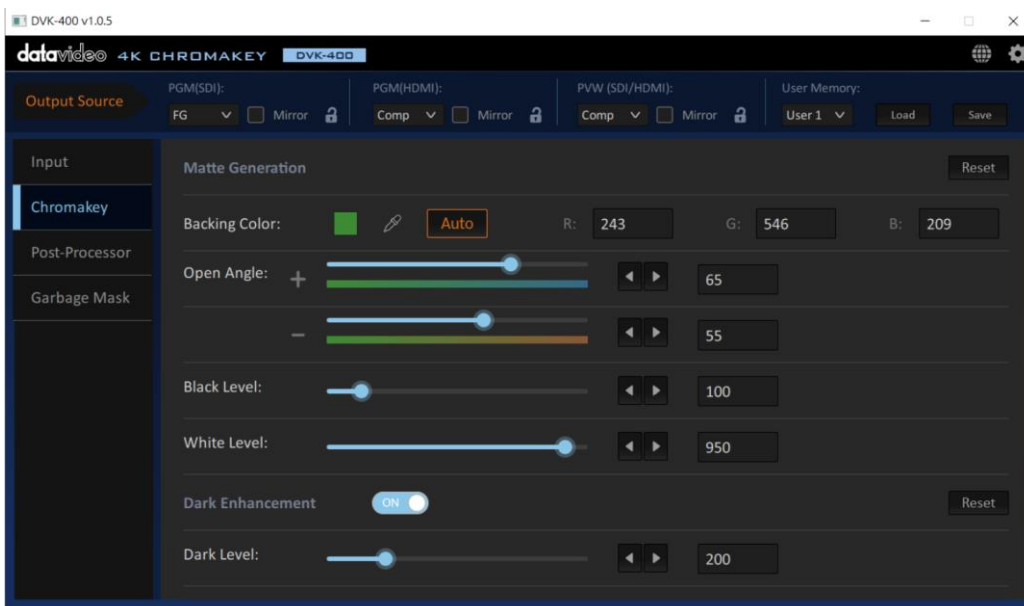 DVK-400 v1.0.5
datavideo 4K CHROMAKEY DVK-400
Output Source
PGM(SDI): PGM(HDMI): PVW (SDI/HDMI): User Memory:
FG Mirror Comp Mirror Comp Mirror User 1 Load Save
Input
Chromakey
Post-Processor
Garbage Mask
Matte Generation Reset
Backing Color: Auto R: 243 G: 546 B: 209
Open Angle: + 65
− 55
Black Level: 100
White Level: 950
Dark Enhancement ON Reset
Dark Level: 200